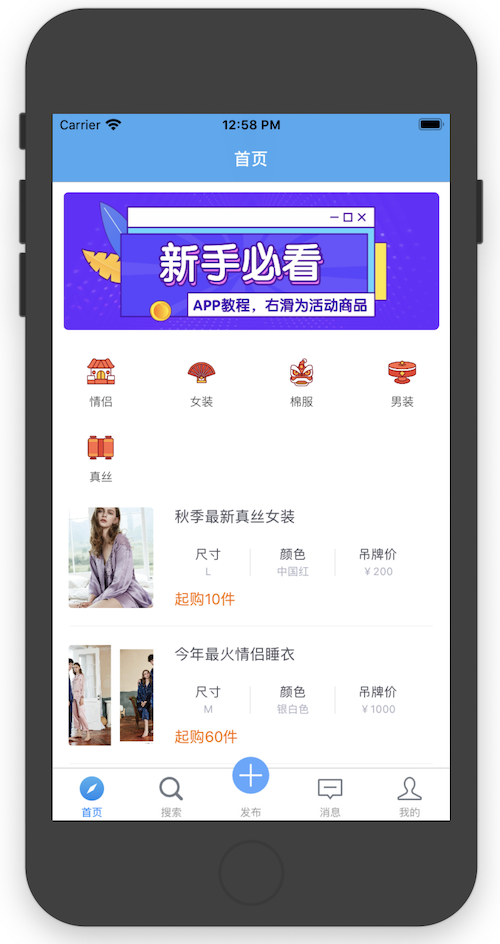 Carrier 12:58 PM
首页
新手必看
APP教程，右滑为活动商品
情侣 女装 棉服 男装
真丝
秋季最新真丝女装
尺寸 颜色 吊牌价
L 中国红 ¥200
起购10件
今年最火情侣睡衣
尺寸 颜色 吊牌价
M 银白色 ¥1000
起购60件
首页 搜索 发布 消息 我的